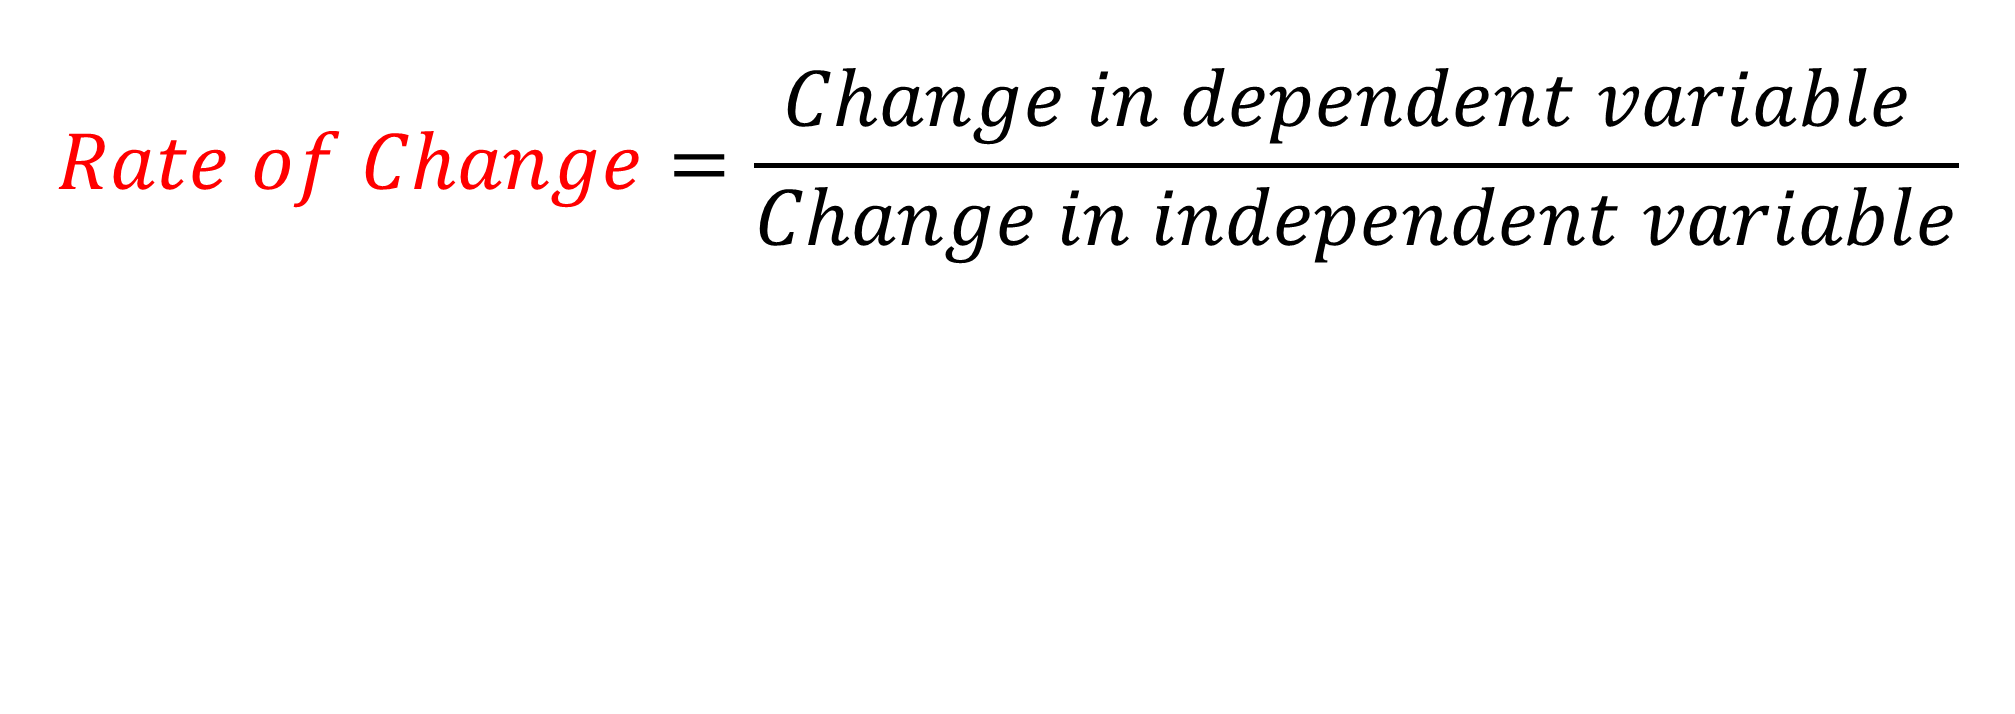 Rate of Change = Change in dependent variable
Change in independent variable